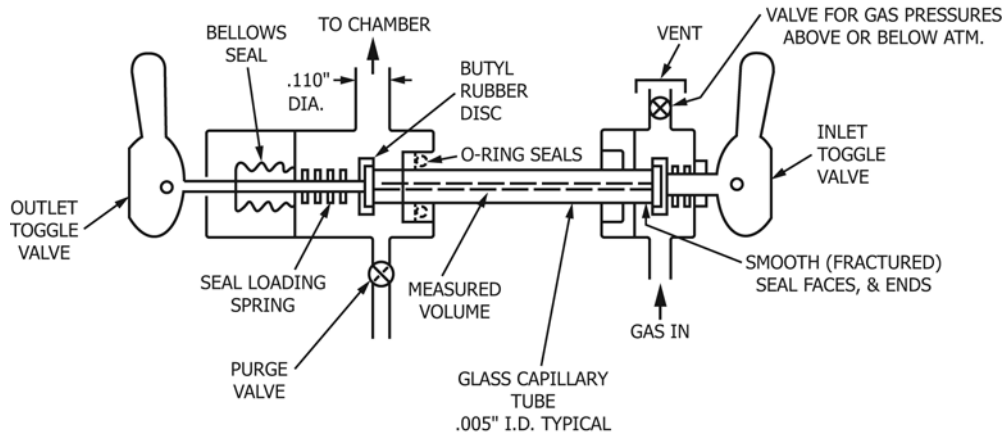 TO CHAMBER
BELLOWS
SEAL
.110"
DIA.
BUTYL
RUBBER
DISC
VENT
VALVE FOR GAS PRESSURES
ABOVE OR BELOW ATM.
O-RING SEALS
INLET
TOGGLE
VALVE
OUTLET
TOGGLE
VALVE
SEAL LOADING
SPRING
MEASURED
VOLUME
SMOOTH (FRACTURED)
SEAL FACES, & ENDS
GAS IN
PURGE
VALVE
GLASS CAPILLARY
TUBE
.005" I.D. TYPICAL